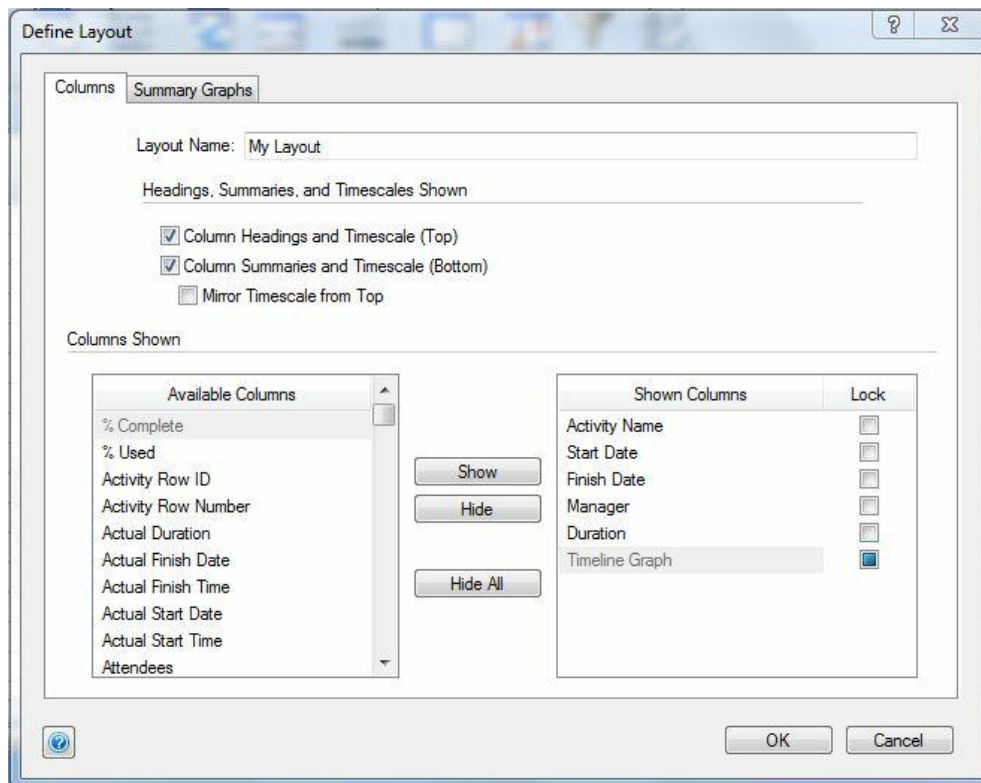 Define Layout
Columns
Summary Graphs
Layout Name: My Layout
Headings, Summaries, and Timescales Shown
Column Headings and Timescale (Top)
Column Summaries and Timescale (Bottom)
Mirror Timescale from Top
Columns Shown
Available Columns
% Complete
% Used
Activity Row ID
Activity Row Number
Actual Duration
Actual Finish Date
Actual Finish Time
Actual Start Date
Actual Start Time
Attendees
Show
Hide
Hide All
Shown Columns Lock
Activity Name
Start Date
Finish Date
Manager
Duration
Timeline Graph
OK
Cancel